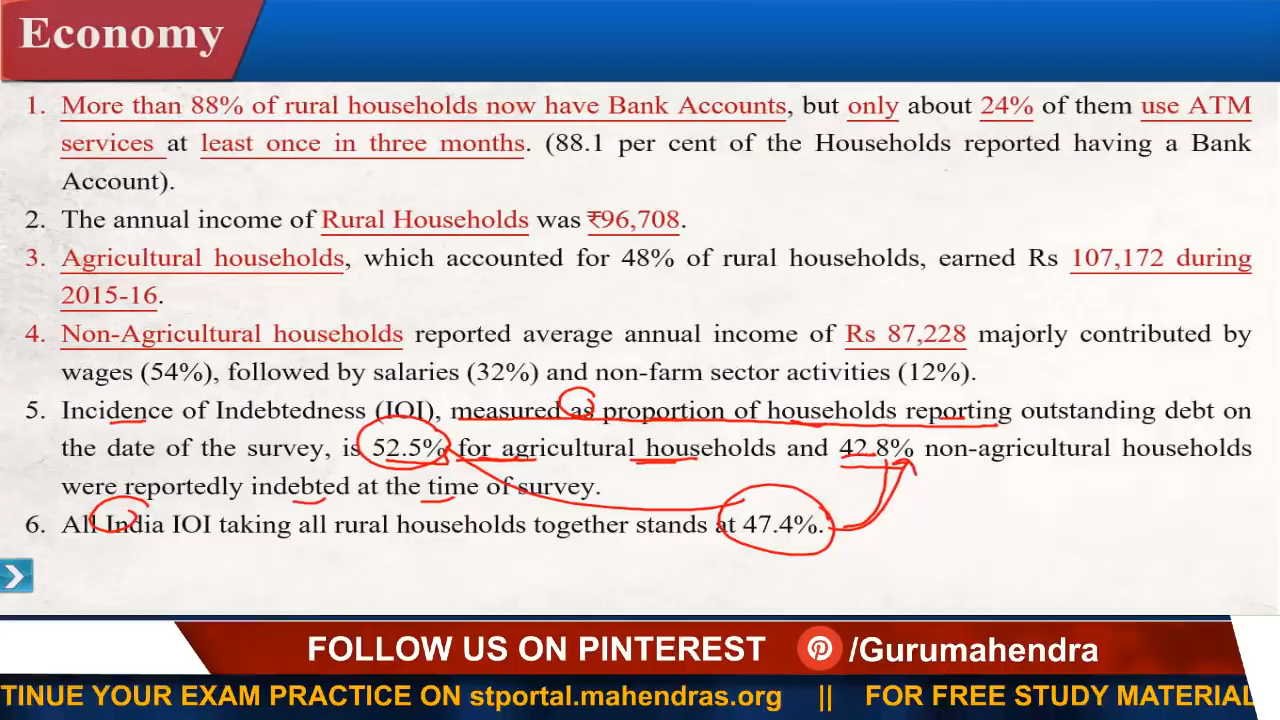 Economy
1. More than 88% of rural households now have Bank Accounts, but only about 24% of them use ATM
services at least once in three months. (88.1 per cent of the Households reported having a Bank
Account).
2. The annual income of Rural Households was ₹96,708.
3. Agricultural households, which accounted for 48% of rural households, earned Rs 107,172 during
2015-16.
4. Non-Agricultural households reported average annual income of Rs 87,228 majorly contributed by
wages (54%), followed by salaries (32%) and non-farm sector activities (12%).
5. Incidence of Indebtedness (IOI), measured as proportion of households reporting outstanding debt on
the date of the survey, is 52.5% for agricultural households and 42.8% non-agricultural households
were reportedly indebted at the time of survey.
6. All India IOI taking all rural households together stands at 47.4%.
FOLLOW US ON PINTEREST /Gurumahendra
TINUE YOUR EXAM PRACTICE ON stportal.mahendras.org || FOR FREE STUDY MATERIAL